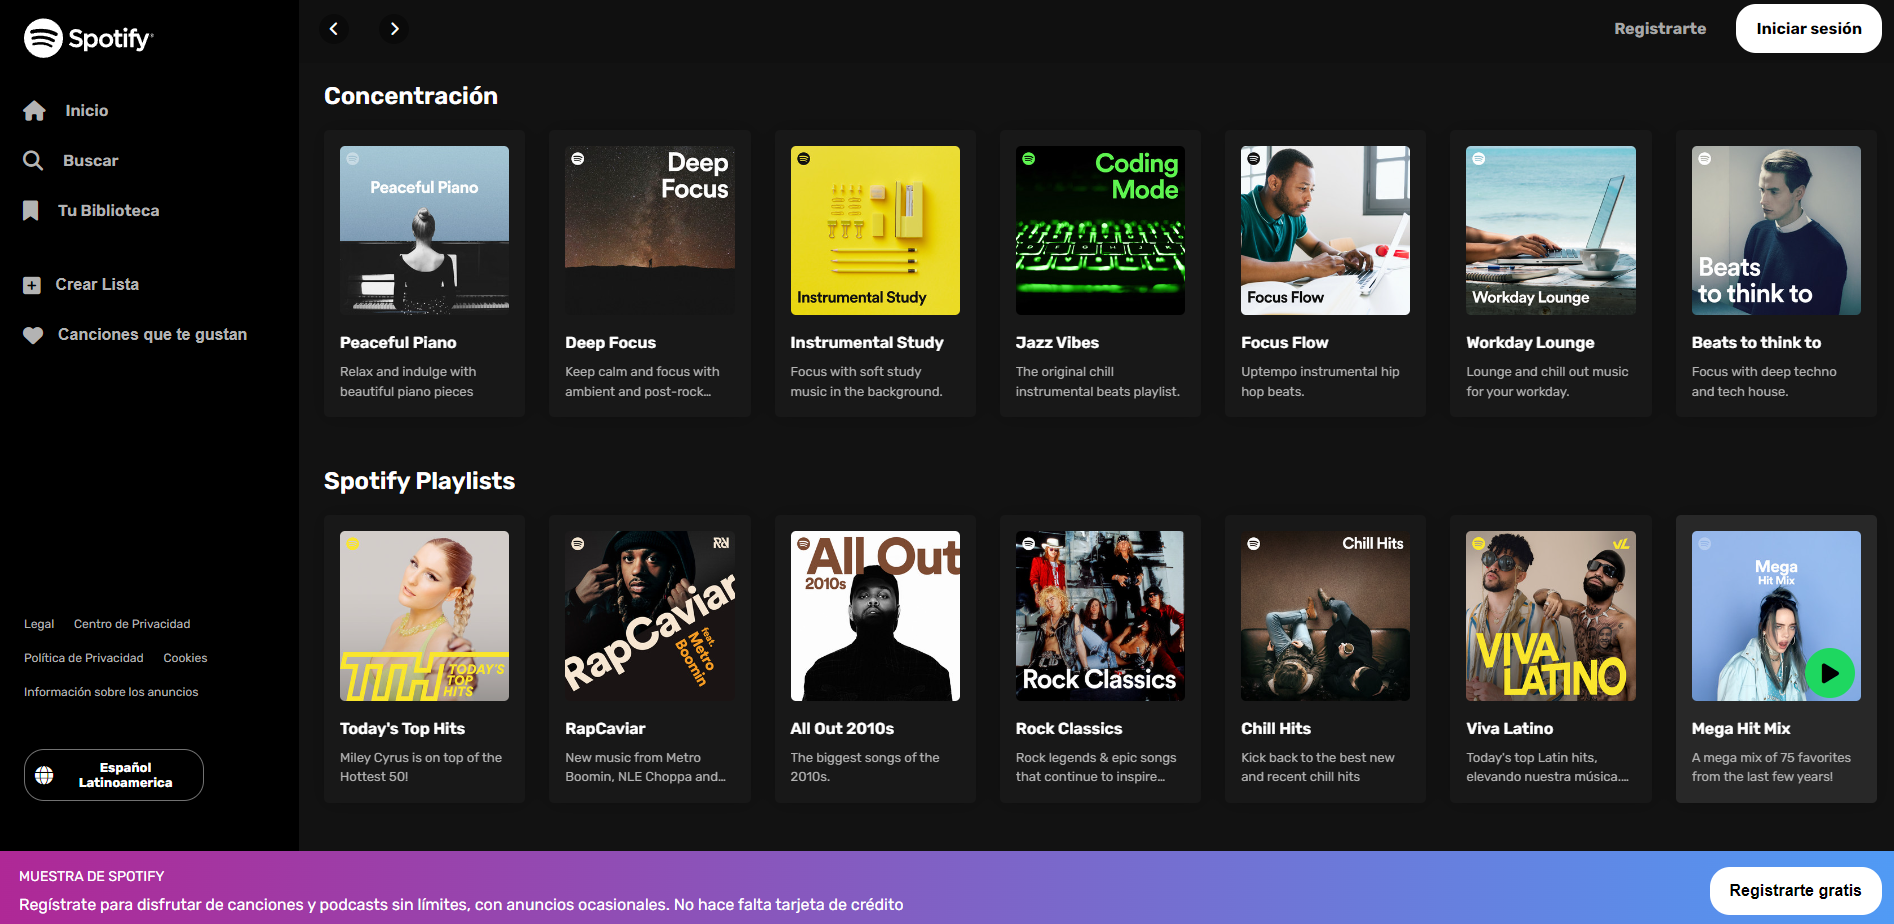 Spotify
Registrarte
Iniciar sesión
Inicio
Buscar
Tu Biblioteca
Crear Lista
Canciones que te gustan
Concentración
Peaceful Piano
Peaceful Piano
Relax and indulge with
beautiful piano pieces
Deep
Focus
Deep Focus
Keep calm and focus with
ambient and post-rock...
Instrumental Study
Instrumental Study
Focus with soft study
music in the background.
Coding
Mode
Jazz Vibes
The original chill
instrumental beats playlist.
Focus Flow
Focus Flow
Uptempo instrumental hip
hop beats.
Workday Lounge
Workday Lounge
Lounge and chill out music
for your workday.
Beats
to think to
Beats to think to
Focus with deep techno
and tech house.
Spotify Playlists
TTH TODAY'S
TOP
HITS
Today's Top Hits
Miley Cyrus is on top of the
Hottest 50!
RapCaviar
feat.
Metro
Boomin
RapCaviar
New music from Metro
Boomin, NLE Choppa and...
All Out
2010s
All Out 2010s
The biggest songs of the
2010s.
Rock Classics
Rock Classics
Rock legends & epic songs
that continue to inspire...
Chill Hits
Chill Hits
Kick back to the best new
and recent chill hits
VL
VIVA
LATINO
Viva Latino
Today's top Latin hits,
elevando nuestra música....
Mega
Hit Mix
Mega Hit Mix
A mega mix of 75 favorites
from the last few years!
Legal Centro de Privacidad
Política de Privacidad Cookies
Información sobre los anuncios
Español
Latinoamerica
MUESTRA DE SPOTIFY
Regístrate para disfrutar de canciones y podcasts sin límites, con anuncios ocasionales. No hace falta tarjeta de crédito
Registrarte gratis